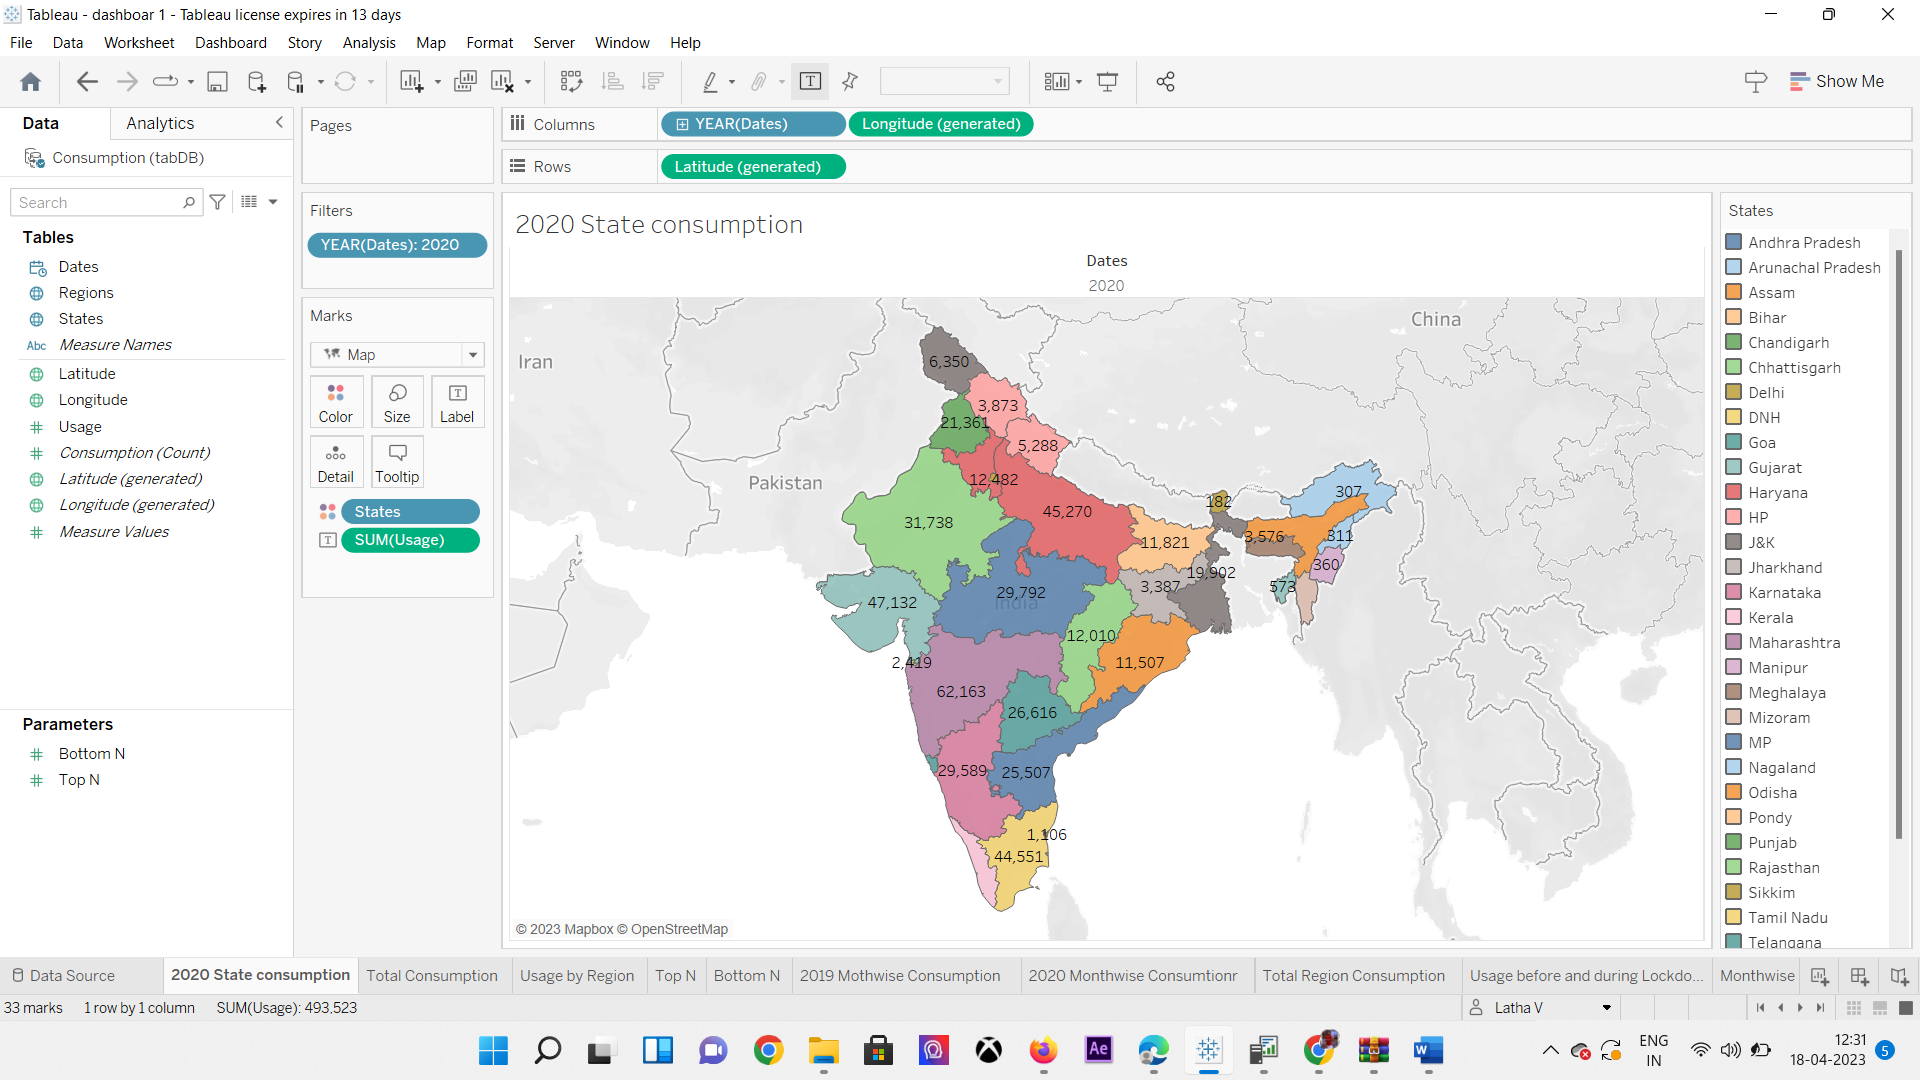 Tableau - dashboar 1 - Tableau license expires in 13 days
File Data Worksheet Dashboard Story Analysis Map Format Server Window Help
Show Me
Data Analytics
Consumption (tabDB)
Search
Tables
Dates
Regions
States
Abc Measure Names
Latitude
Longitude
Usage
Consumption (Count)
Latitude (generated)
Longitude (generated)
Measure Values
Parameters
Bottom N
Top N
Pages
Filters
YEAR(Dates): 2020
Marks
Map
Color Size Label
Detail Tooltip
States
SUM(Usage)
Columns YEAR(Dates) Longitude (generated)
Rows Latitude (generated)
2020 State consumption
Dates
2020
China
Iran
6,350
3,873
21,361
5,288
Pakistan
12,482
307
182
45,270
31,738
3,576
311
11,821
360
19,902
3,387
573
29,792
India
47,132
12,010
2,419
11,507
62,163
26,616
29,589
25,507
1,106
44,551
© 2023 Mapbox © OpenStreetMap
States
Andhra Pradesh
Arunachal Pradesh
Assam
Bihar
Chandigarh
Chhattisgarh
Delhi
DNH
Goa
Gujarat
Haryana
HP
J&K
Jharkhand
Karnataka
Kerala
Maharashtra
Manipur
Meghalaya
Mizoram
MP
Nagaland
Odisha
Pondy
Punjab
Rajasthan
Sikkim
Tamil Nadu
Telangana
Data Source 2020 State consumption Total Consumption Usage by Region Top N Bottom N 2019 Mothwise Consumption 2020 Monthwise Consumtionr Total Region Consumption Usage before and during Lockdo... Monthwise
33 marks 1 row by 1 column SUM(Usage): 493,523 Latha V
Ae
W
ENG
IN
12:31
18-04-2023
5